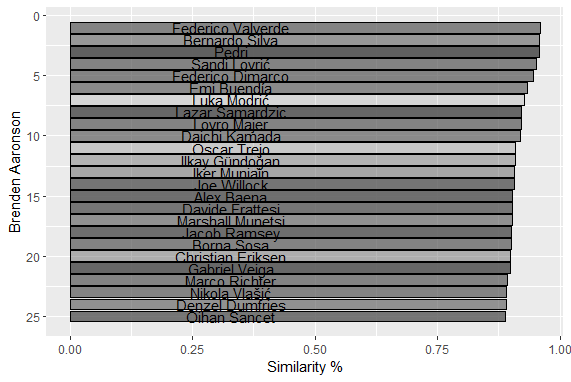 0
Federico Valverde
Bernardo Silva
Pedri
Sandi Lovrić
5
Federico Dimarco
Emi Buendía
Luka Modrić
Lazar Samardzic
Lovro Majer
10
Daichi Kamada
Oscar Trejo
İlkay Gündoğan
Iker Muniain
Joe Willock
15
Alex Baena
Davide Frattesi
Marshall Munetsi
Jacob Ramsey
Borna Sosa
20
Christian Eriksen
Gabriel Veiga
Marco Richter
Nikola Vlašić
Denzel Dumfries
25
Oihan Sancet
Brenden Aaronson
0.00 0.25 0.50 0.75 1.00
Similarity %